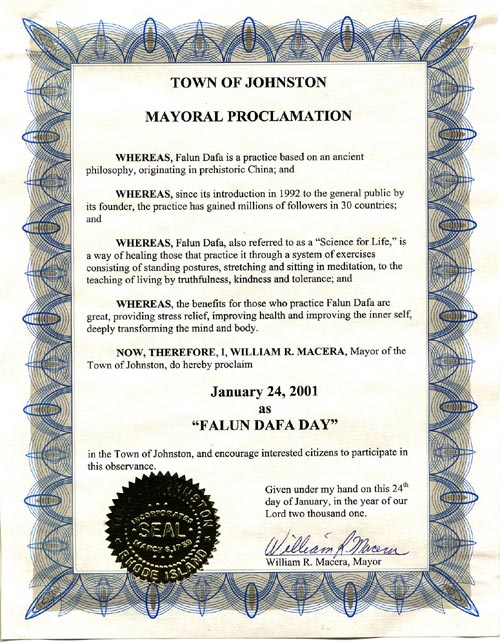 TOWN OF JOHNSTON
MAYORAL PROCLAMATION
WHEREAS, Falun Dafa is a practice based on an ancient
philosophy, originating in prehistoric China; and
WHEREAS, since its introduction in 1992 to the general public by
its founder, the practice has gained millions of followers in 30 countries;
and
WHEREAS, Falun Dafa, also referred to as a “Science for Life,” is
a way of healing those that practice it through a system of exercises
consisting of standing postures, stretching and sitting in meditation, to the
teaching of living by truthfulness, kindness and tolerance; and
WHEREAS, the benefits for those who practice Falun Dafa are
great, providing stress relief, improving health and improving the inner self,
deeply transforming the mind and body.
NOW, THEREFORE, I, WILLIAM R. MACERA, Mayor of the
Town of Johnston, do hereby proclaim
January 24, 2001
as
“FALUN DAFA DAY”
in the Town of Johnston, and encourage interested citizens to participate in
this observance.
Given under my hand on this 24th
day of January, in the year of our
Lord two thousand one.
William R. Macera
William R. Macera, Mayor
INCORPORATED
SEAL
RHODE ISLAND